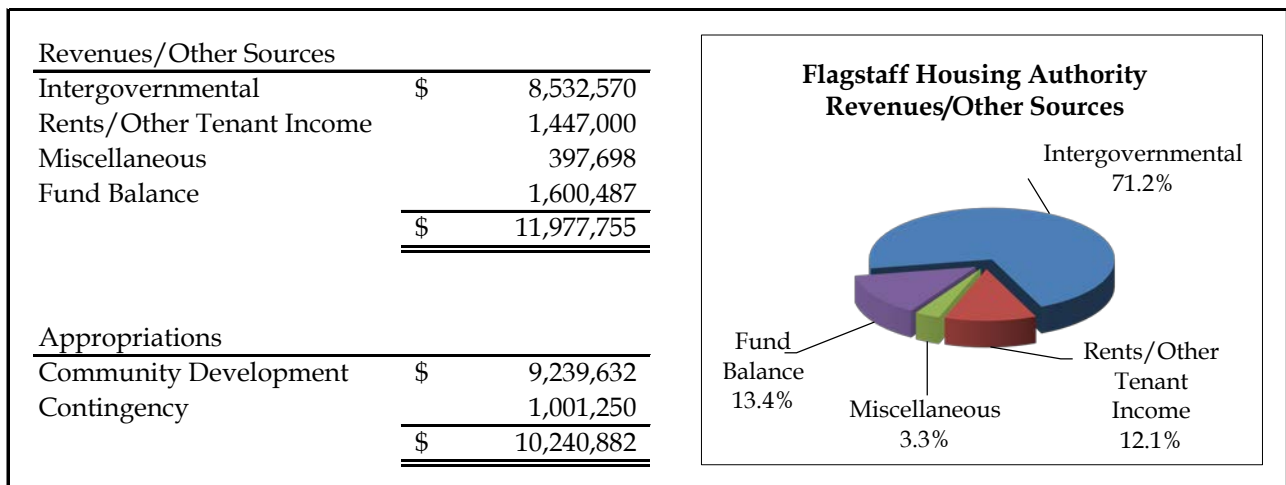 Revenues/Other Sources
Intergovernmental $ 8,532,570
Rents/Other Tenant Income 1,447,000
Miscellaneous 397,698
Fund Balance 1,600,487
$ 11,977,755
Appropriations
Community Development $ 9,239,632
Contingency 1,001,250
$ 10,240,882
Flagstaff Housing Authority
Revenues/Other Sources
Intergovernmental
71.2%
Fund
Balance
13.4%
Miscellaneous
3.3%
Rents/Other
Tenant
Income
12.1%